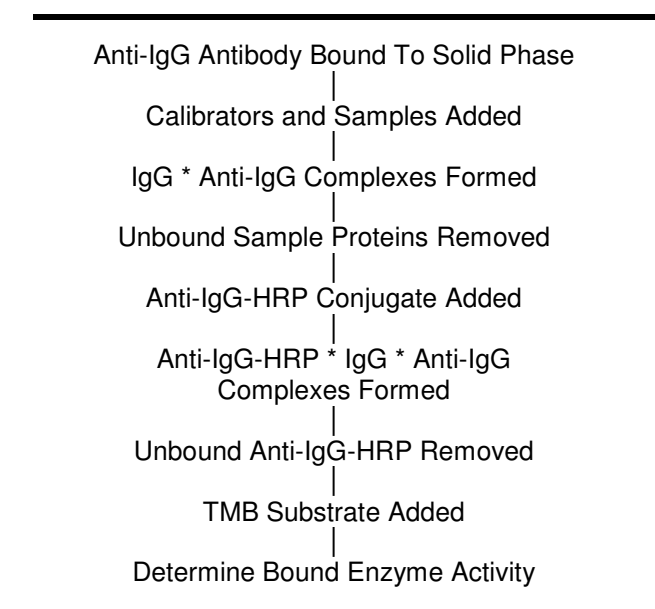 Anti-IgG Antibody Bound To Solid Phase
Calibrators and Samples Added
IgG * Anti-IgG Complexes Formed
Unbound Sample Proteins Removed
Anti-IgG-HRP Conjugate Added
Anti-IgG-HRP * IgG * Anti-IgG
Complexes Formed
Unbound Anti-IgG-HRP Removed
TMB Substrate Added
Determine Bound Enzyme Activity